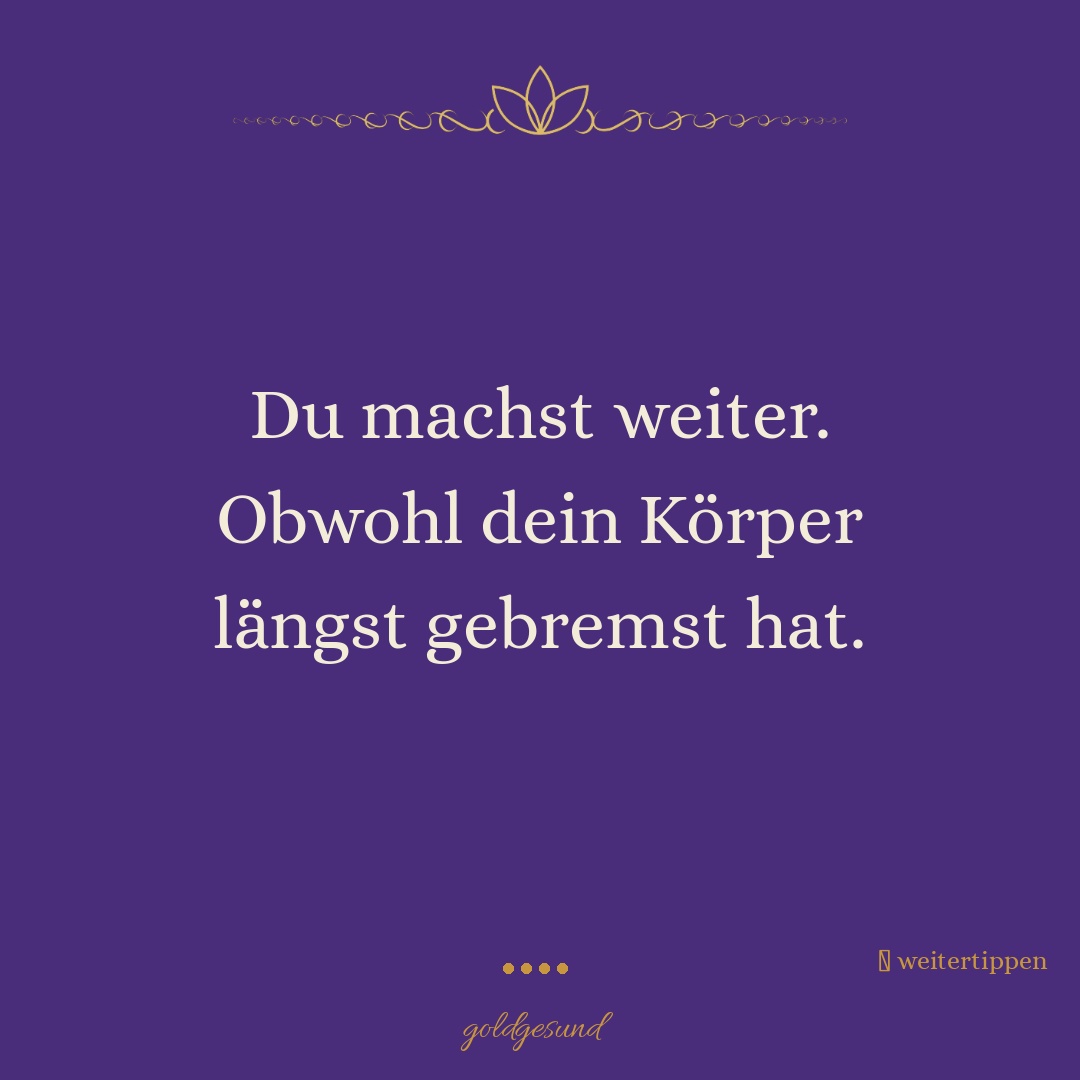 Du machst weiter.
Obwohl dein Körper
längst gebremst hat.
weitertippen
goldgesund